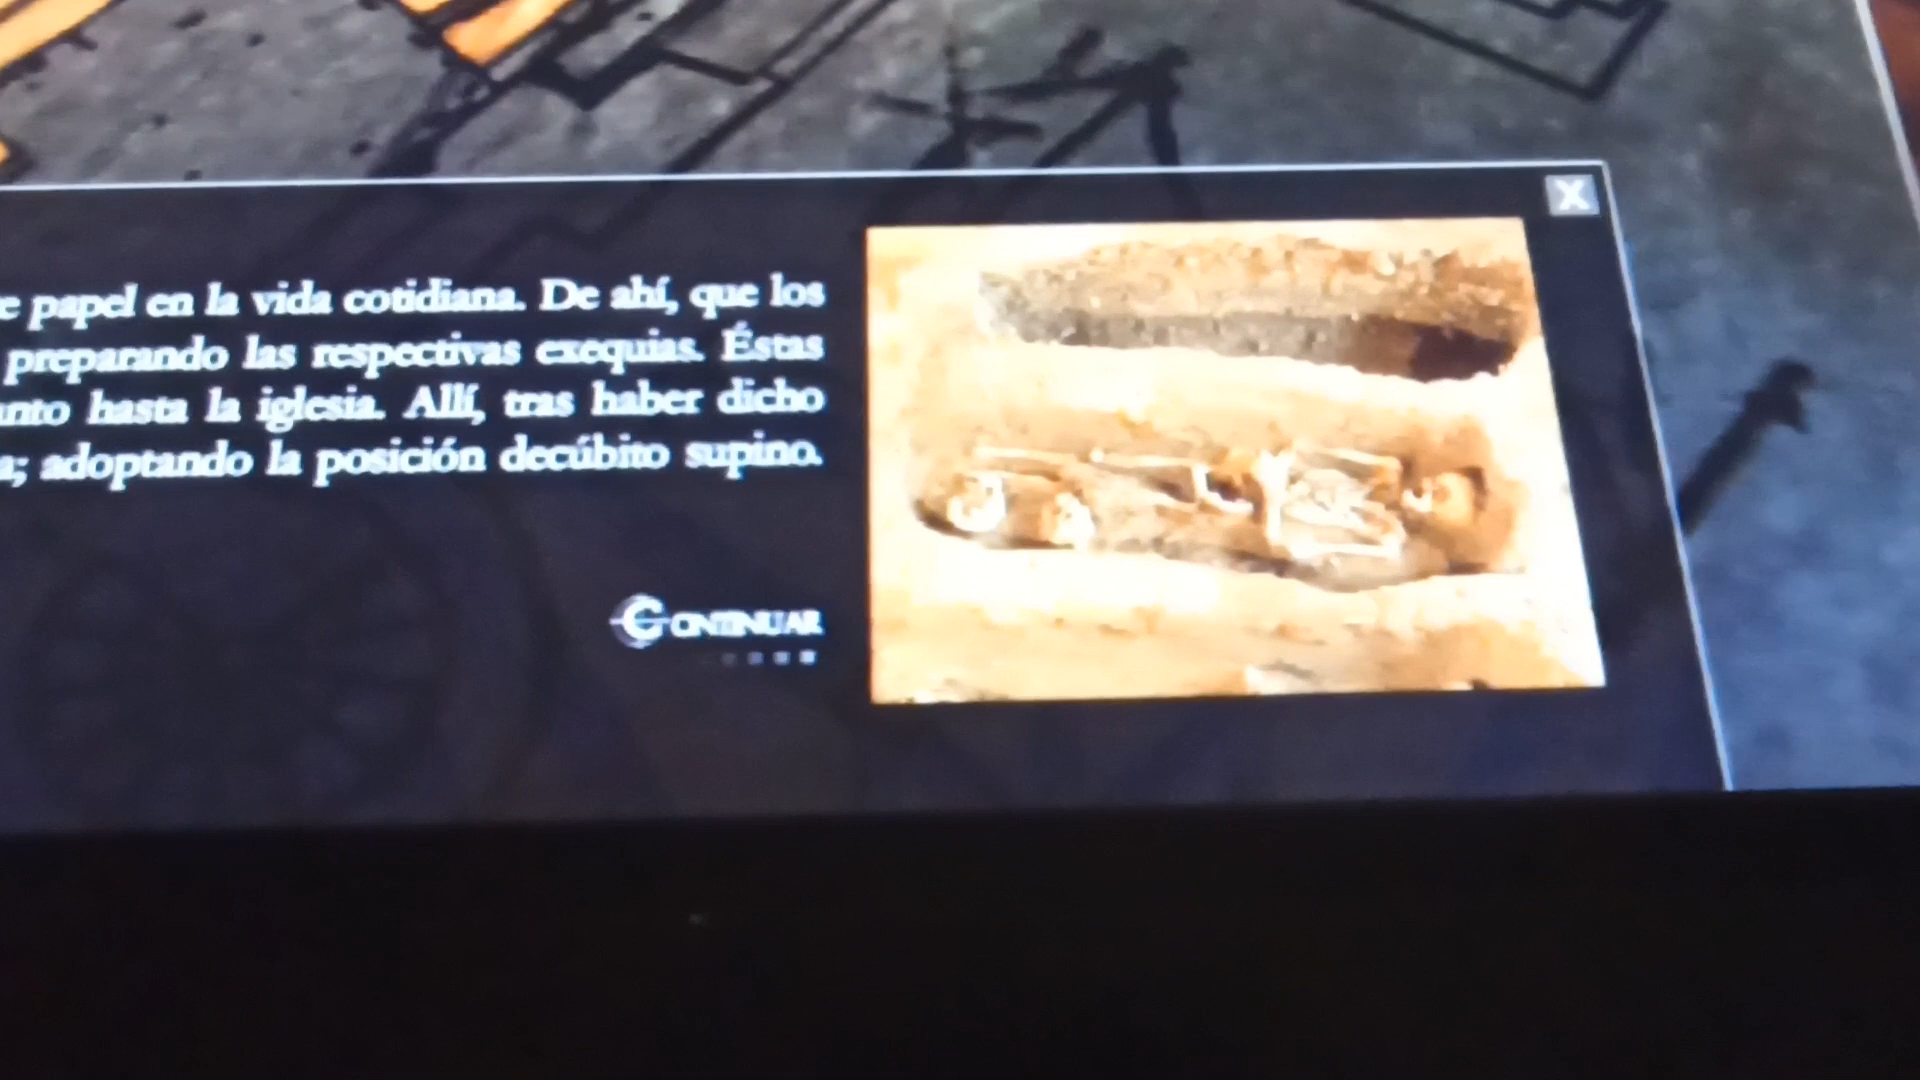 papel en la vida cotidiana. De ahí, que los
preparando las respectivas exequias. Éstas
hasta la iglesia. Allí, tras haber dicho
adoptando la posición decúbito supino.
CONTINUAR
X